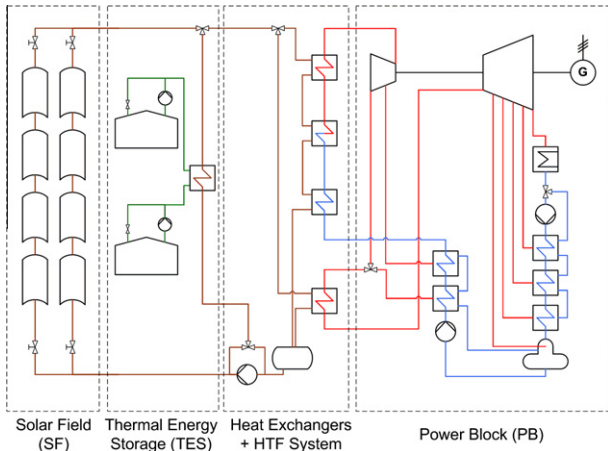 G
Solar Field
(SF)
Thermal Energy
Storage (TES)
Heat Exchangers
+ HTF System
Power Block (PB)